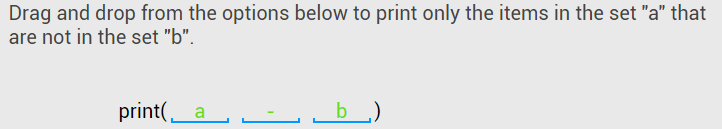 Drag and drop from the options below to print only the items in the set "a" that
are not in the set "b".
print( a - b )